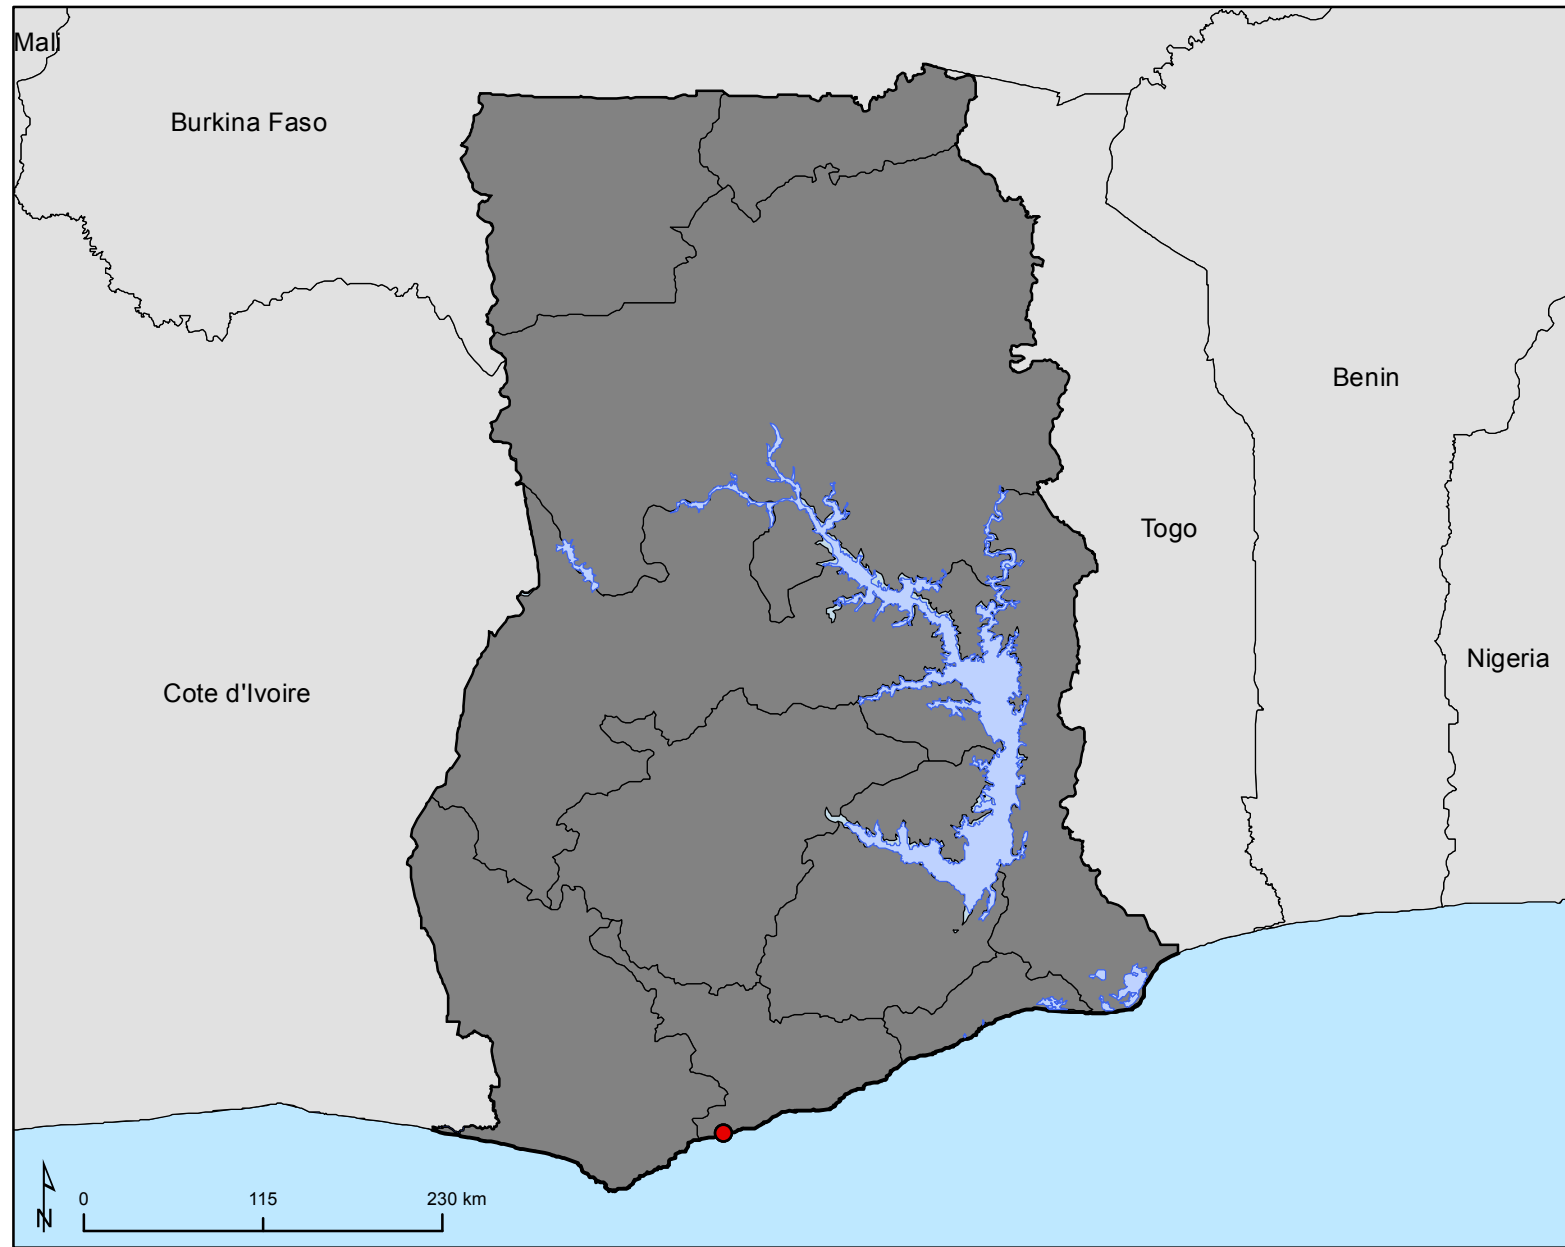 Mali
Burkina Faso
Benin
Togo
Nigeria
Cote d'Ivoire
N
0 115 230 km